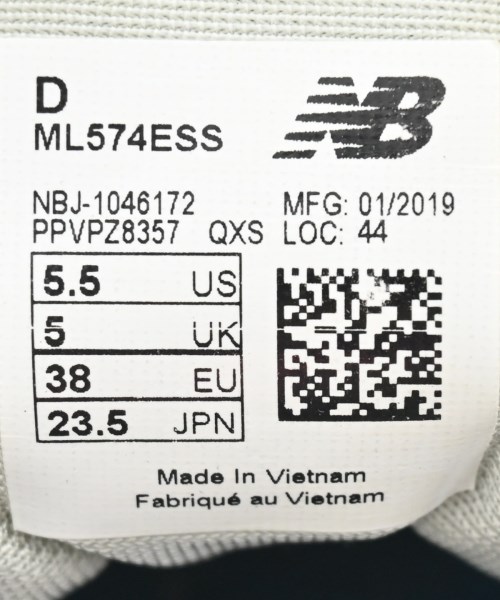 D
NB
ML574ESS
NBJ-1046172 MFG: 01/2019
PPVPZ8357 QXS LOC: 44
5.5 US
5 UK
38 EU
23.5 JPN
Made In Vietnam
Fabriqué au Vietnam